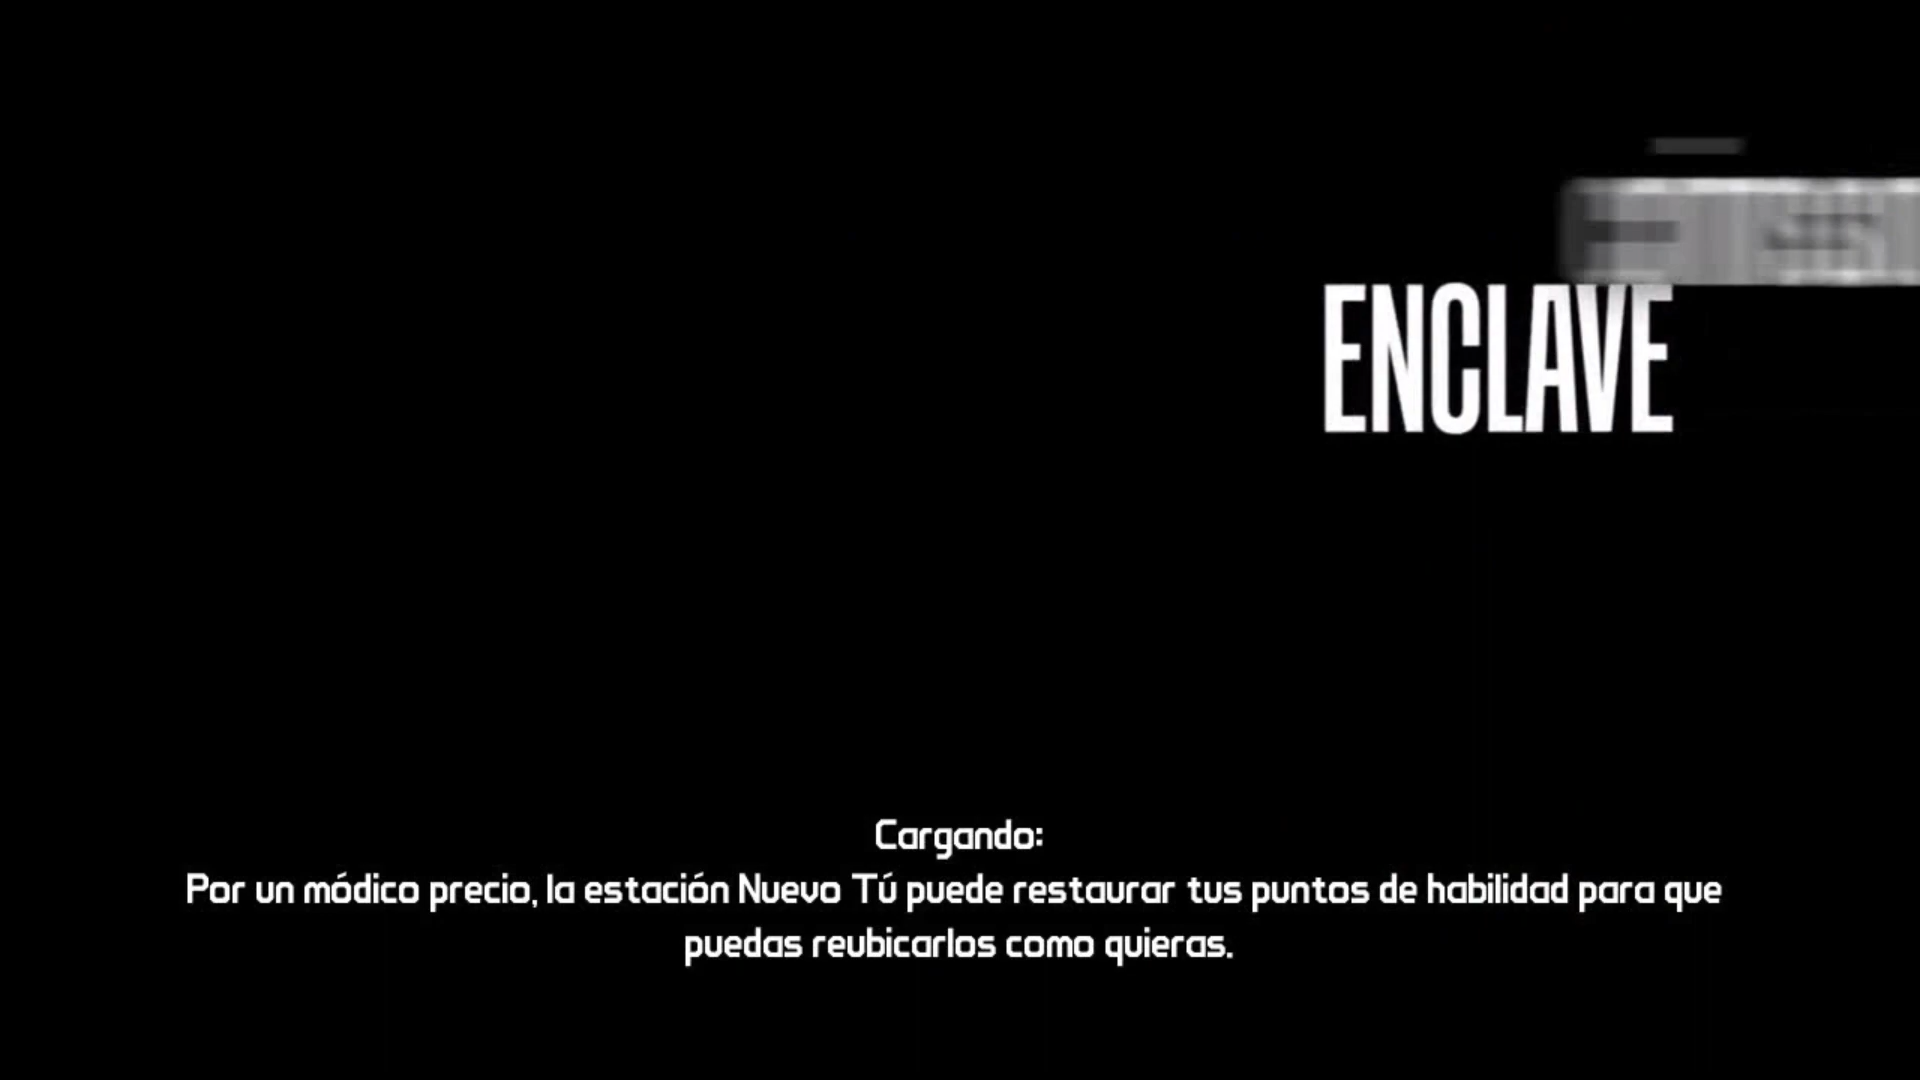 ENCLAVE
Cargando:
Por un módico precio, la estación Nuevo Tú puede restaurar tus puntos de habilidad para que
puedas reubicarlos como quieras.